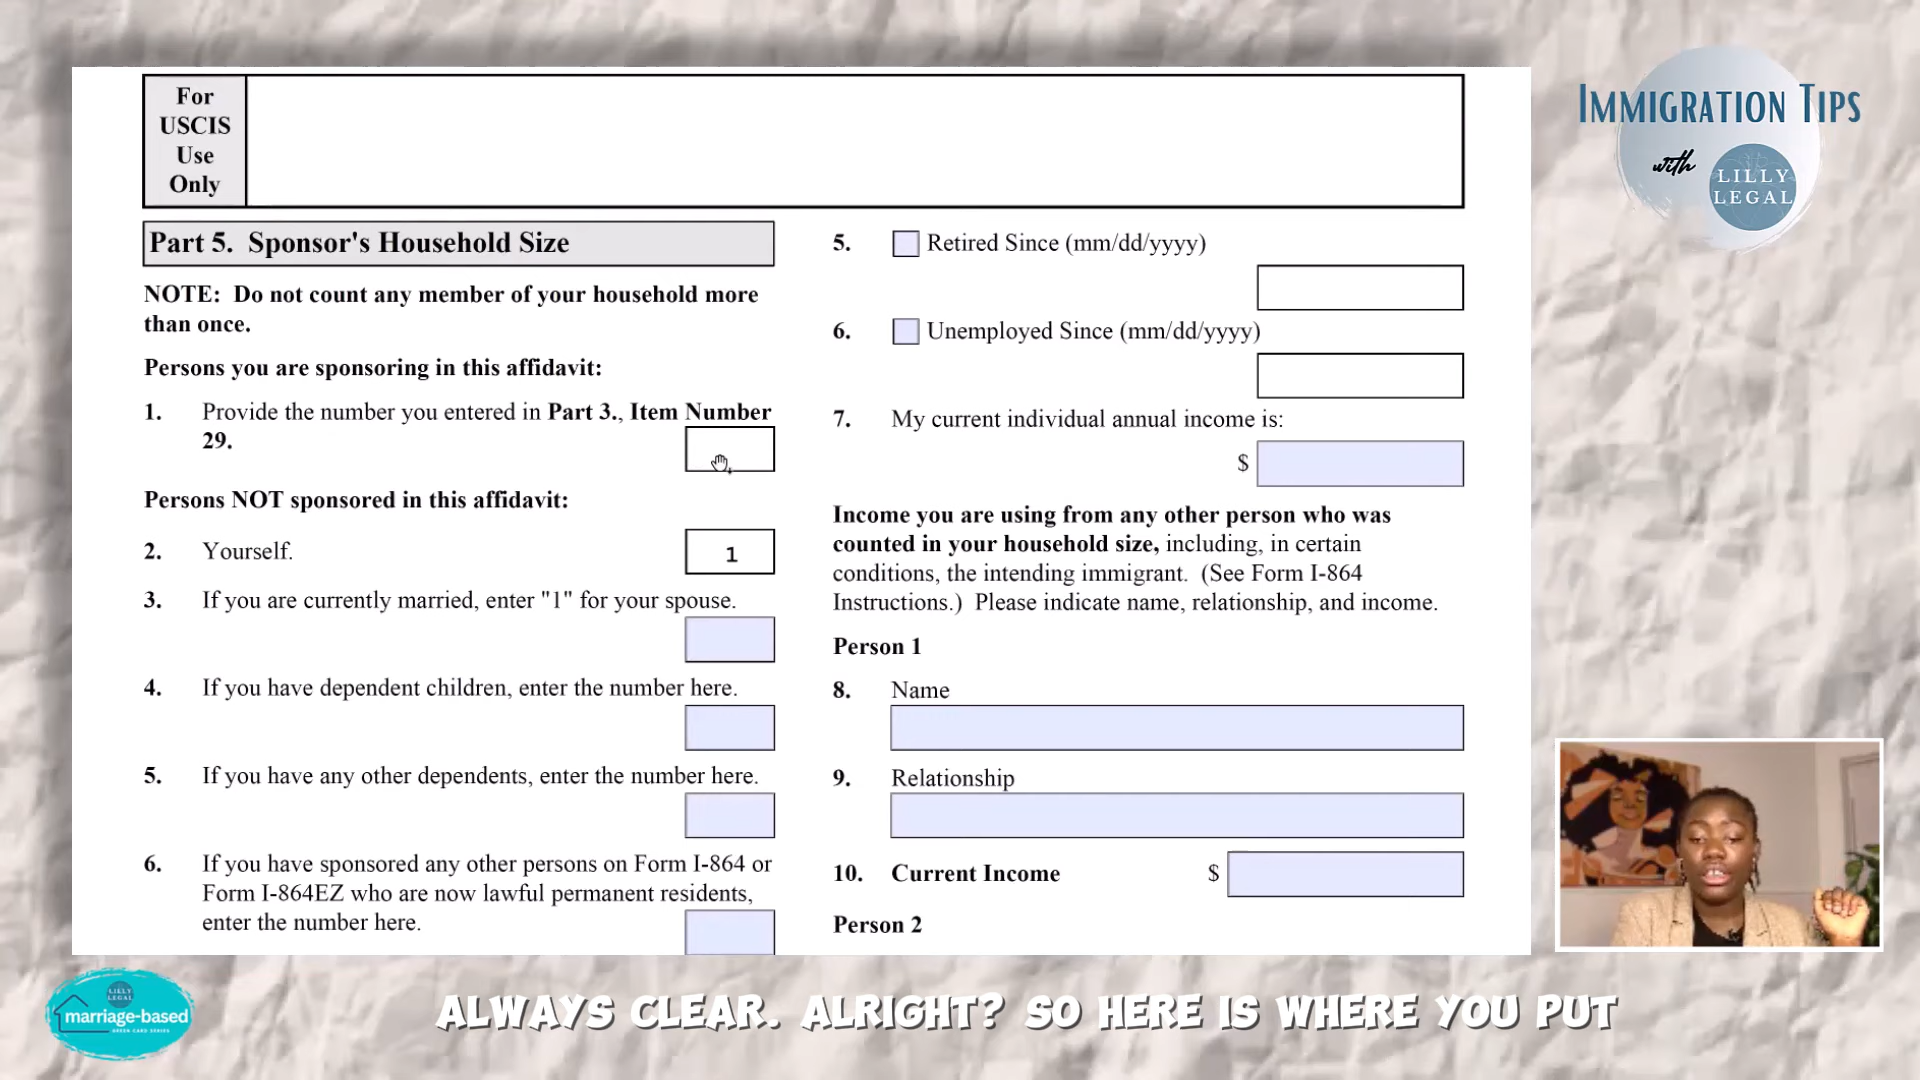 For
USCIS
Use
Only
Part 5. Sponsor's Household Size
NOTE: Do not count any member of your household more
than once.
Persons you are sponsoring in this affidavit:
1. Provide the number you entered in Part 3., Item Number
29.
Persons NOT sponsored in this affidavit:
2. Yourself. 1
3. If you are currently married, enter "1" for your spouse.
4. If you have dependent children, enter the number here.
5. If you have any other dependents, enter the number here.
6. If you have sponsored any other persons on Form I-864 or
Form I-864EZ who are now lawful permanent residents,
enter the number here.
5. Retired Since (mm/dd/yyyy)
6. Unemployed Since (mm/dd/yyyy)
7. My current individual annual income is:
$
Income you are using from any other person who was
counted in your household size, including, in certain
conditions, the intending immigrant. (See Form I-864
Instructions.) Please indicate name, relationship, and income.
Person 1
8. Name
9. Relationship
10. Current Income $
Person 2
IMMIGRATION TIPS
with
LILLY
LEGAL
LILLY
LEGAL
marriage-based
GREEN CARD SERIES
ALWAYS CLEAR. ALRIGHT? SO HERE IS WHERE YOU PUT